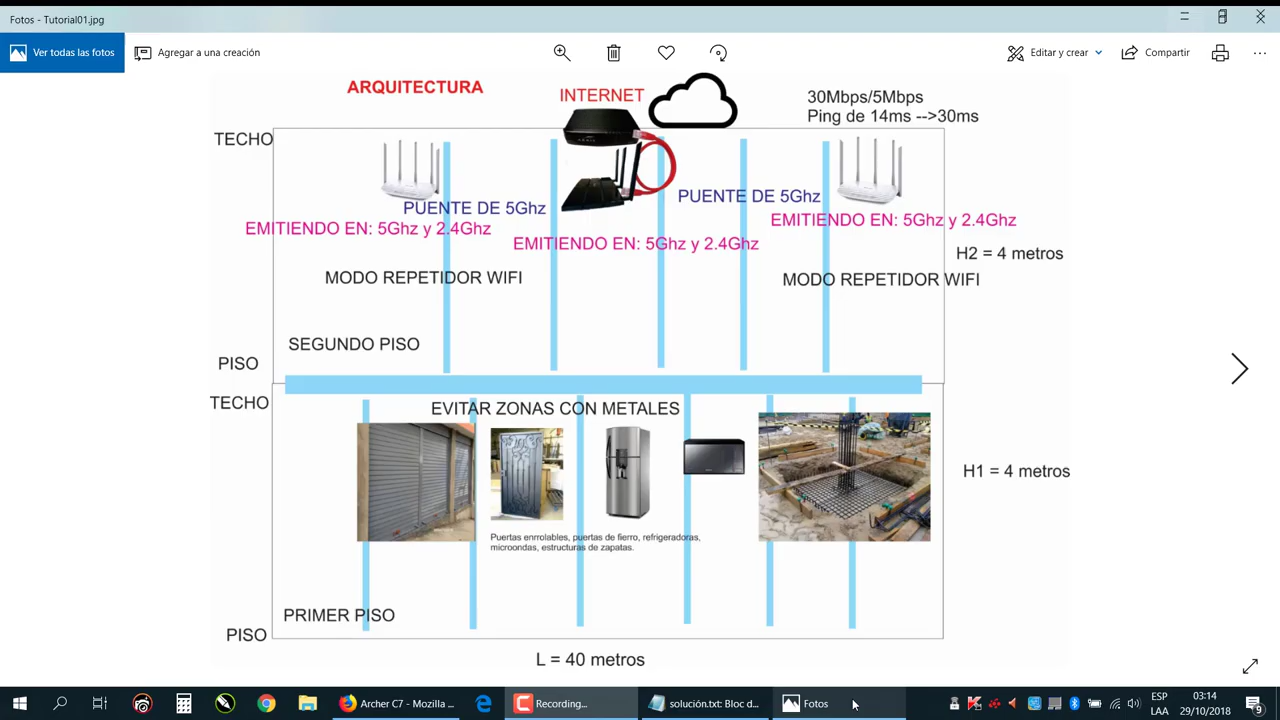 Fotos - Tutorial01.jpg
Ver todas las fotos
Agregar a una creación
Editar y crear
Compartir
ARQUITECTURA
INTERNET
30Mbps/5Mbps
Ping de 14ms -->30ms
TECHO
PUENTE DE 5Ghz
PUENTE DE 5Ghz
EMITIENDO EN: 5Ghz y 2.4Ghz
EMITIENDO EN: 5Ghz y 2.4Ghz
EMITIENDO EN: 5Ghz y 2.4Ghz
H2 = 4 metros
MODO REPETIDOR WIFI
MODO REPETIDOR WIFI
SEGUNDO PISO
PISO
TECHO
EVITAR ZONAS CON METALES
H1 = 4 metros
Puertas enrrolables, puertas de fierro, refrigeradoras,
microondas, estructuras de zapatas.
PRIMER PISO
PISO
L = 40 metros
Archer C7 - Mozilla ...
Recording...
solución.txt: Bloc d...
Fotos
ESP
LAA
03:14
29/10/2018
9